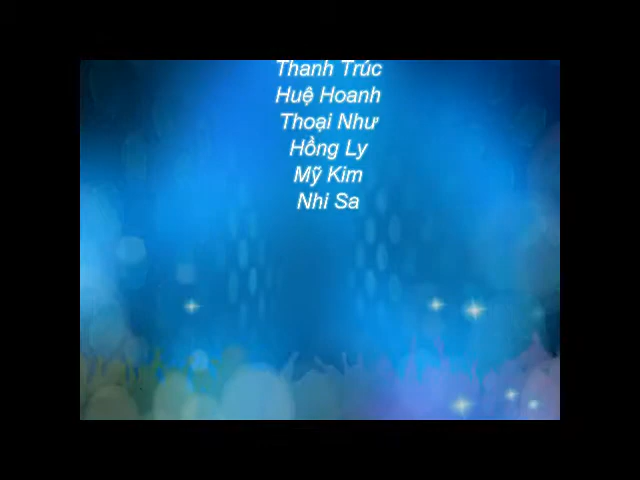 Thanh Trúc
Huệ Hoanh
Thoại Như
Hồng Ly
Mỹ Kim
Nhi Sa